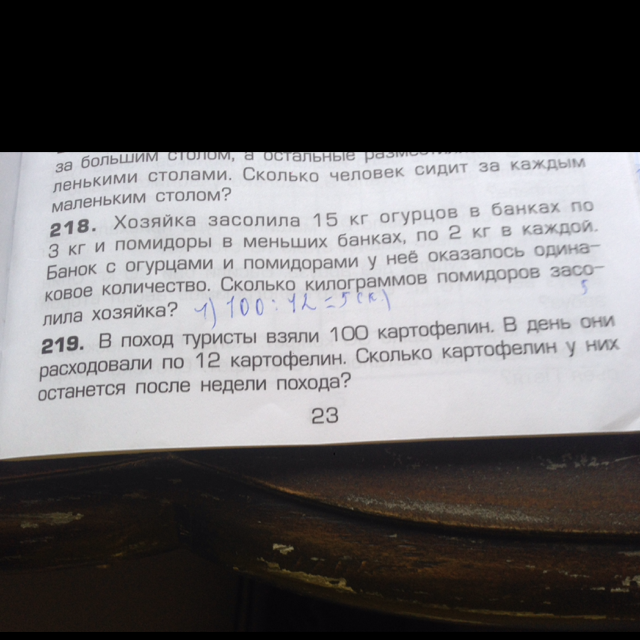 за большим столом, а остальные
ленькими столами. Сколько человек сидит за каждым
маленьким столом?
218. Хозяйка засолила 15 кг огурцов в банках по
3 кг и помидоры в меньших банках, по 2 кг в каждой.
Банок с огурцами и помидорами у неё оказалось одина-
ковое количество. Сколько килограммов помидоров засо-
лила хозяйка? 1) 100 : 12 = 5 (к) 5
219. В поход туристы взяли 100 картофелин. В день они
расходовали по 12 картофелин. Сколько картофелин у них
останется после недели похода?
23